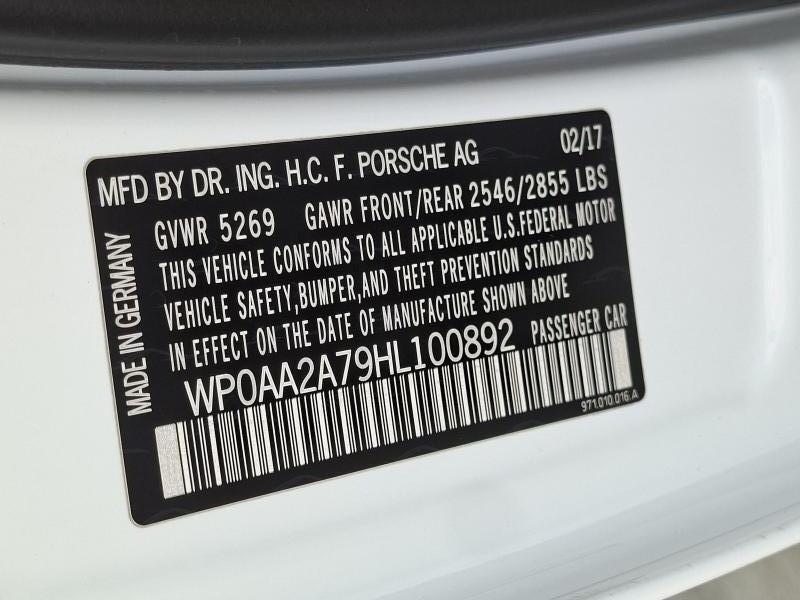 MFD BY DR. ING. H.C. F. PORSCHE AG 02/17
GVWR 5269 GAWR FRONT/REAR 2546/2855 LBS
THIS VEHICLE CONFORMS TO ALL APPLICABLE U.S.FEDERAL MOTOR
VEHICLE SAFETY,BUMPER,AND THEFT PREVENTION STANDARDS
IN EFFECT ON THE DATE OF MANUFACTURE SHOWN ABOVE
WP0AA2A79HL100892 PASSENGER CAR
971.010.016.A
MADE IN GERMANY